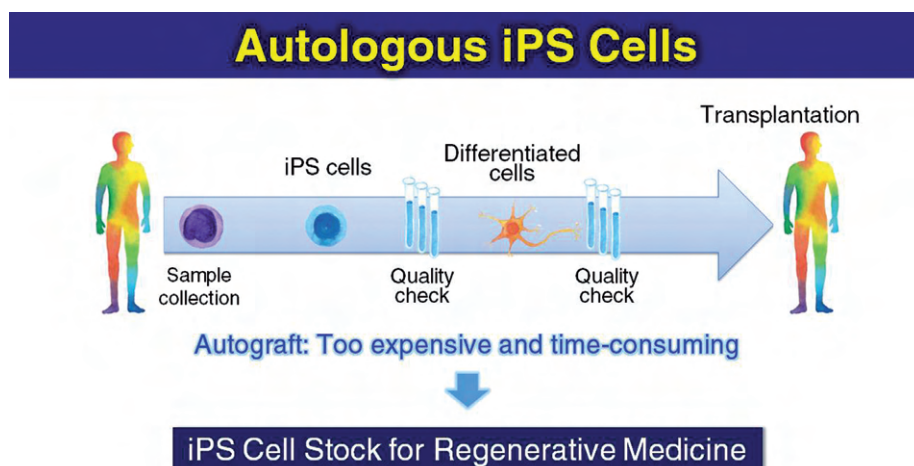 Autologous iPS Cells
Transplantation
iPS cells
Differentiated
cells
Sample
collection
Quality
check
Quality
check
Autograft: Too expensive and time-consuming
iPS Cell Stock for Regenerative Medicine